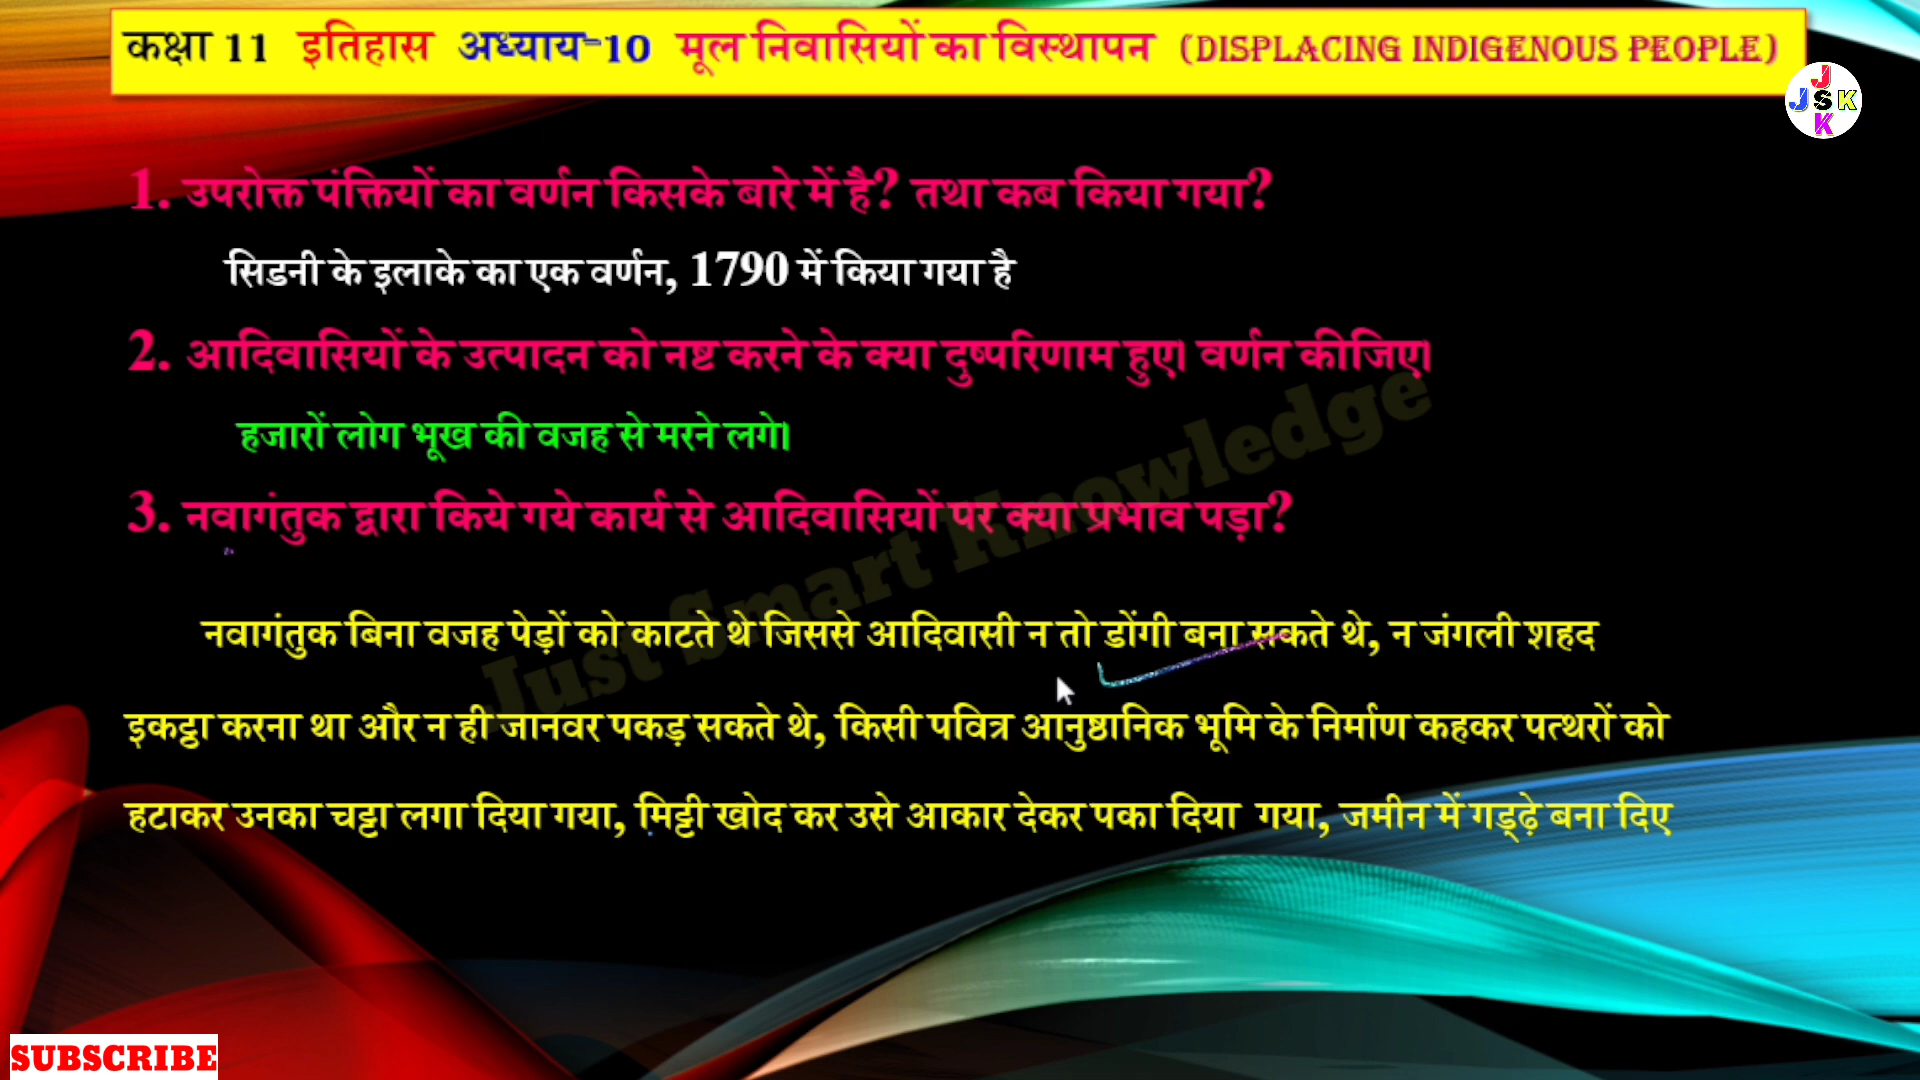 कक्षा 11 इतिहास अध्याय-10 मूल निवासियों का विस्थापन (DISPLACING INDIGENOUS PEOPLE)
J
J S K
K
1. उपरोक्त पंक्तियों का वर्णन किसके बारे में है? तथा कब किया गया?
सिडनी के इलाके का एक वर्णन, 1790 में किया गया है
2. आदिवासियों के उत्पादन को नष्ट करने के क्या दुष्परिणाम हुए। वर्णन कीजिए।
हजारों लोग भूख की वजह से मरने लगे।
3. नवागंतुक द्वारा किये गये कार्य से आदिवासियों पर क्या प्रभाव पड़ा?
Just Smart Knowledge
नवागंतुक बिना वजह पेड़ों को काटते थे जिससे आदिवासी न तो डोंगी बना सकते थे, न जंगली शहद
इकट्ठा करना था और न ही जानवर पकड़ सकते थे, किसी पवित्र आनुष्ठानिक भूमि के निर्माण कहकर पत्थरों को
हटाकर उनका चट्टा लगा दिया गया, मिट्टी खोद कर उसे आकार देकर पका दिया गया, जमीन में गड्ढ़े बना दिए
SUBSCRIBE